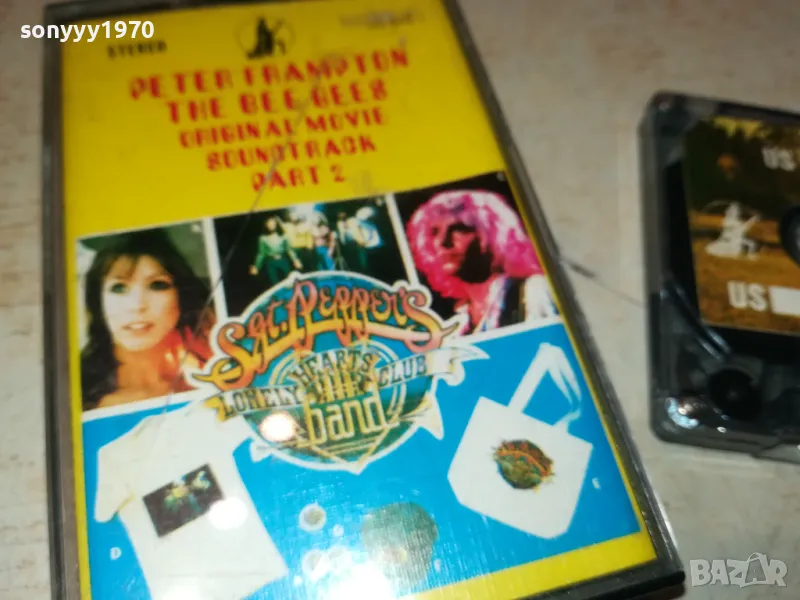 sonyyy1970
STEREO
PETER FRAMPTON
THE BEE GEES
ORIGINAL MOVIE
SOUNDTRACK
PART 2
SGT. PEPPER'S
LONELY HEARTS CLUB
band
D
E
US
US
BAZAR